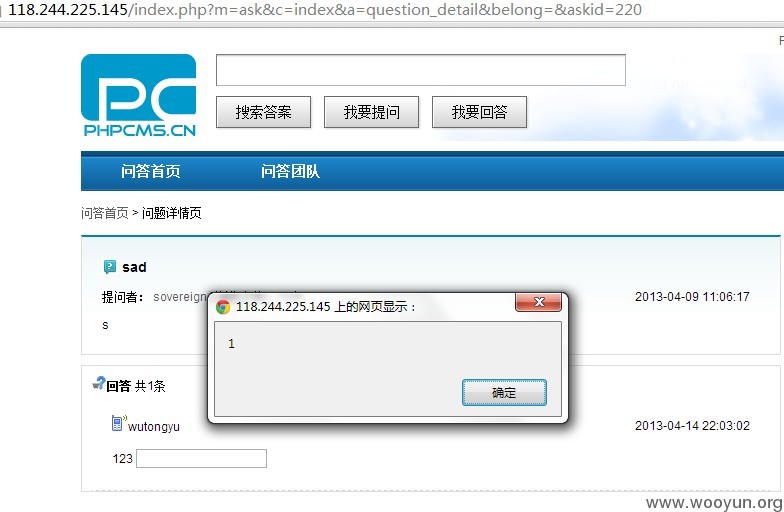 118.244.225.145/index.php?m=ask&c=index&a=question_detail&belong=&askid=220
PC
PHPCMS.CN
搜索答案 我要提问 我要回答
问答首页 问答团队
问答首页 > 问题详情页
sad
提问者： sovereign 2013-04-09 11:06:17
s
118.244.225.145 上的网页显示：
1
确定
回答 共1条
wutongyu 2013-04-14 22:03:02
123
www.wooyun.org